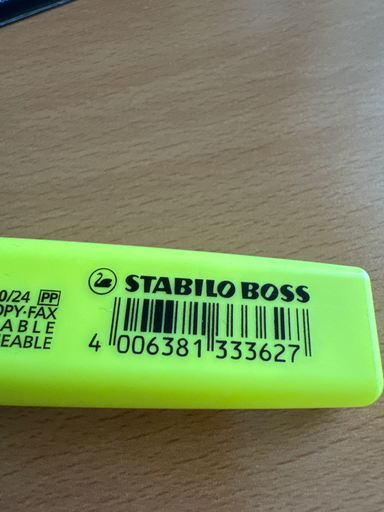 STABILO BOSS
0/24 PP
OPY·FAX
ABLE
EABLE
4 006381 333627